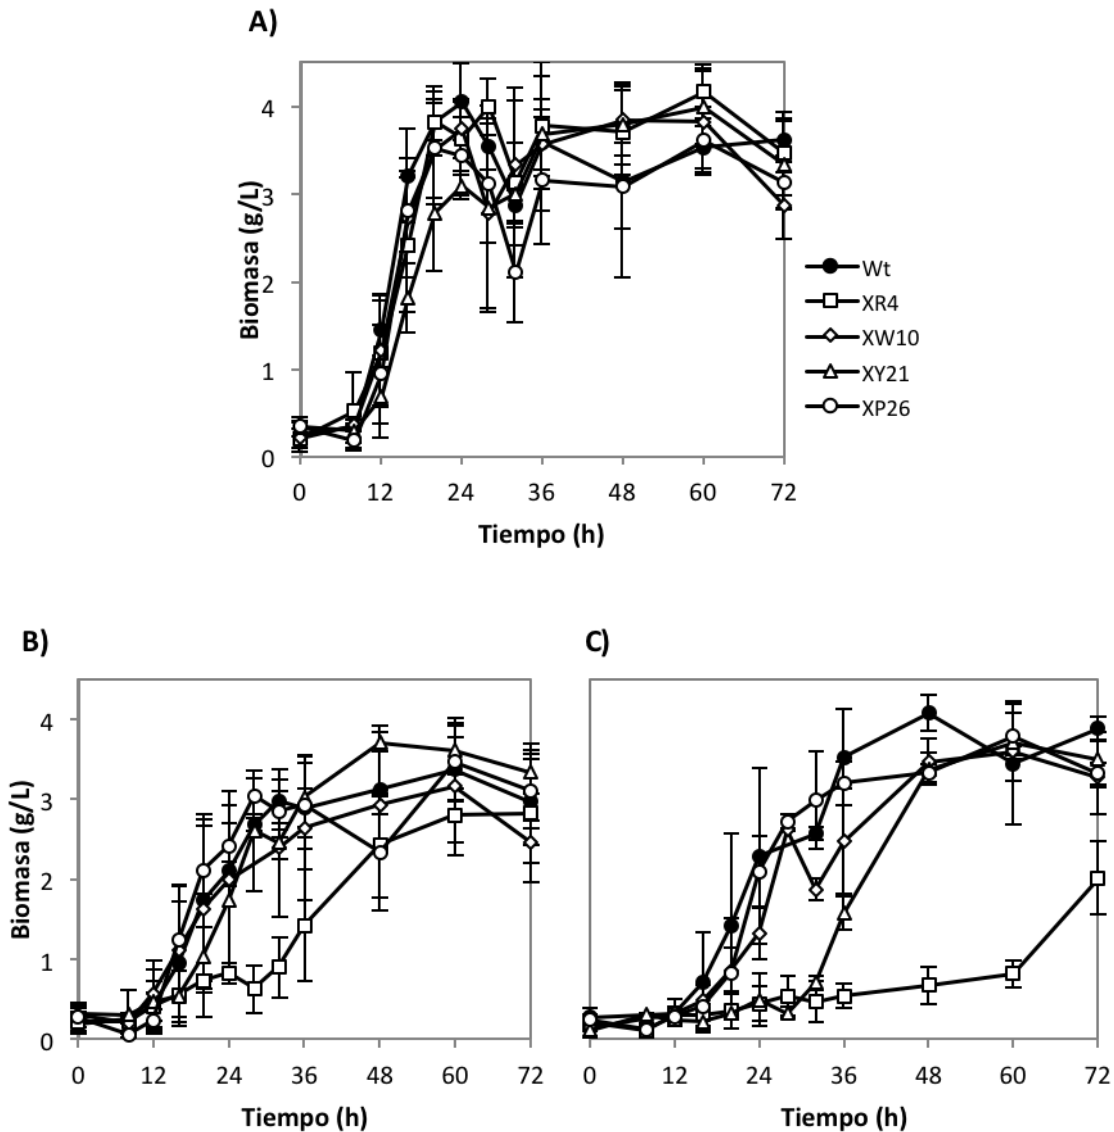 A)
Biomasa (g/L)
4
3
2
1
0
0 12 24 36 48 60 72
Tiempo (h)
Wt
XR4
XW10
XY21
XP26
B)
Biomasa (g/L)
4
3
2
1
0
0 12 24 36 48 60 72
Tiempo (h)
C)
0 12 24 36 48 60 72
Tiempo (h)